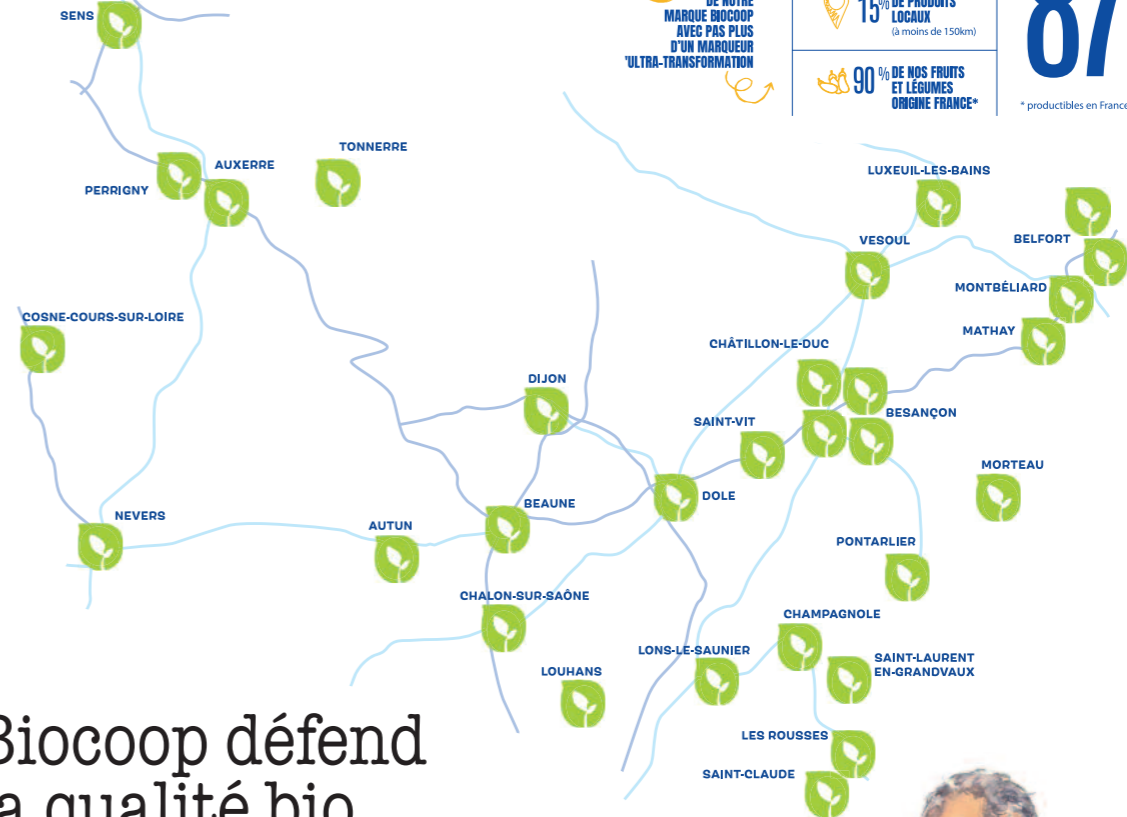 DE NOTRE
MARQUE BIOCOOP
AVEC PAS PLUS
D'UN MARQUEUR
'ULTRA-TRANSFORMATION
15% DE PRODUITS
LOCAUX
(à moins de 150km)
90 % DE NOS FRUITS
ET LÉGUMES
ORIGINE FRANCE*
87
* productibles en France
SENS
TONNERRE
AUXERRE
PERRIGNY
LUXEUIL-LES-BAINS
VESOUL
BELFORT
MONTBÉLIARD
MATHAY
COSNE-COURS-SUR-LOIRE
CHÂTILLON-LE-DUC
DIJON
BESANÇON
SAINT-VIT
MORTEAU
DOLE
BEAUNE
NEVERS
AUTUN
PONTARLIER
CHALON-SUR-SAÔNE
CHAMPAGNOLE
LONS-LE-SAUNIER
SAINT-LAURENT
EN-GRANDVAUX
LOUHANS
LES ROUSSES
SAINT-CLAUDE
Biocoop défend
a qualité bio